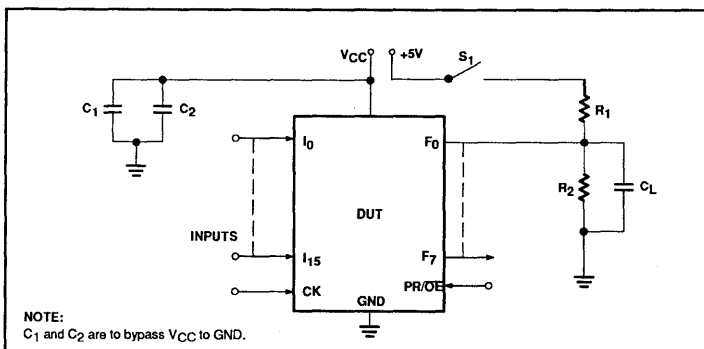 VCC +5V S1
C1 C2 R1
I0 F0
R2 CL
DUT
INPUTS
I15 F7
CK PR/OE
GND
NOTE:
C1 and C2 are to bypass VCC to GND.